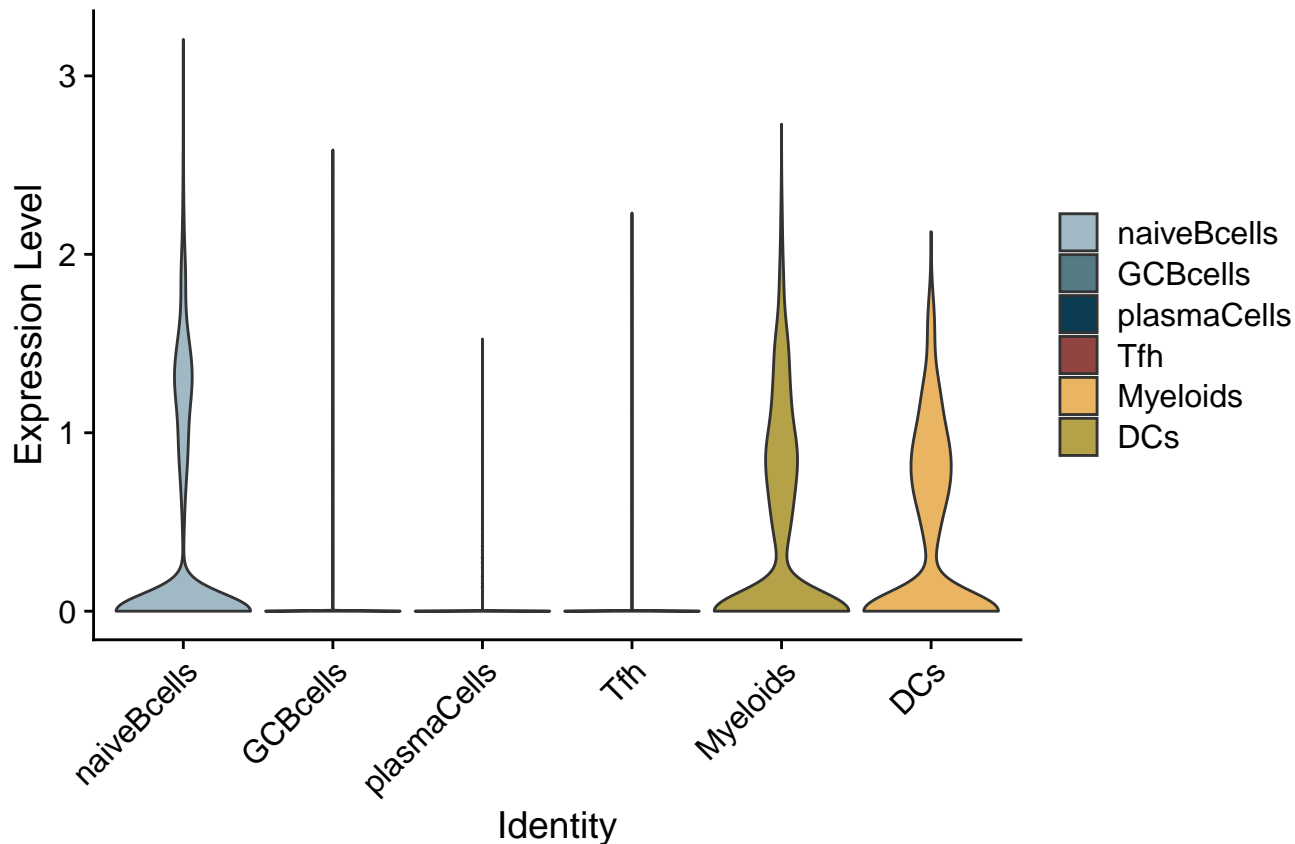 Expression Level
3
2
1
0
naiveBcells
GCBcells
plasmaCells
Tfh
Myeloids
DCs
Identity
naiveBcells
GCBcells
plasmaCells
Tfh
Myeloids
DCs